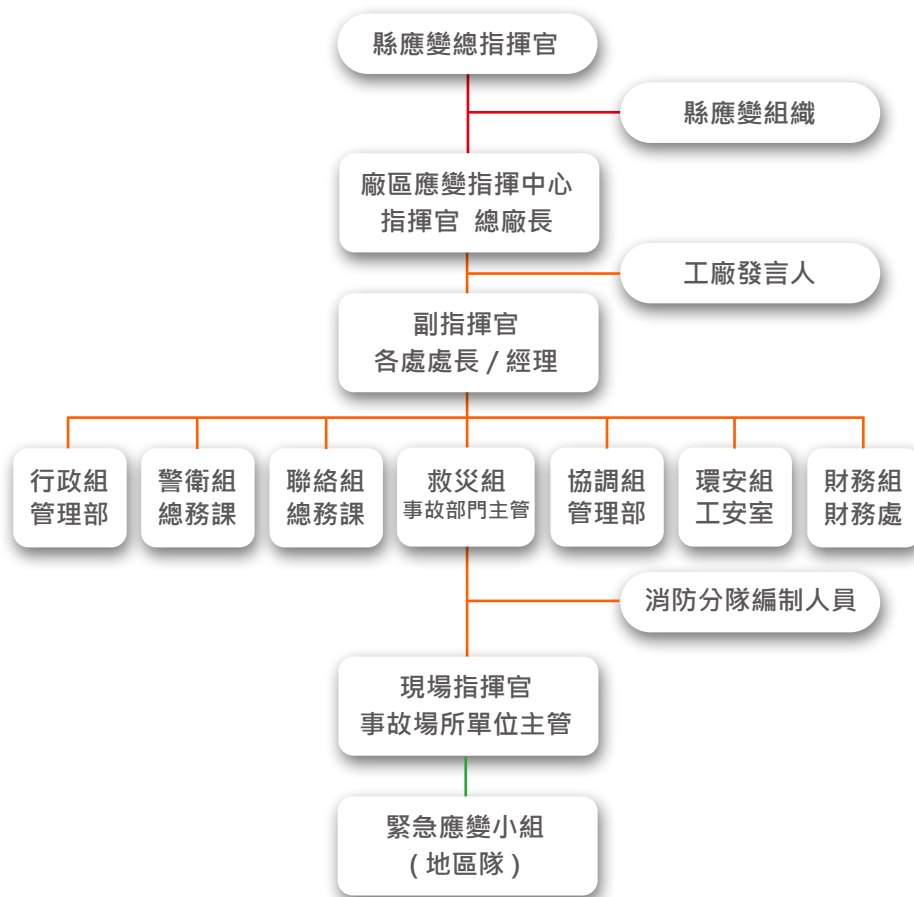 縣應變總指揮官
縣應變組織
廠區應變指揮中心
指揮官 總廠長
工廠發言人
副指揮官
各處處長 / 經理
行政組
管理部
警衛組
總務課
聯絡組
總務課
救災組
事故部門主管
協調組
管理部
環安組
工安室
財務組
財務處
消防分隊編制人員
現場指揮官
事故場所單位主管
緊急應變小組
( 地區隊 )